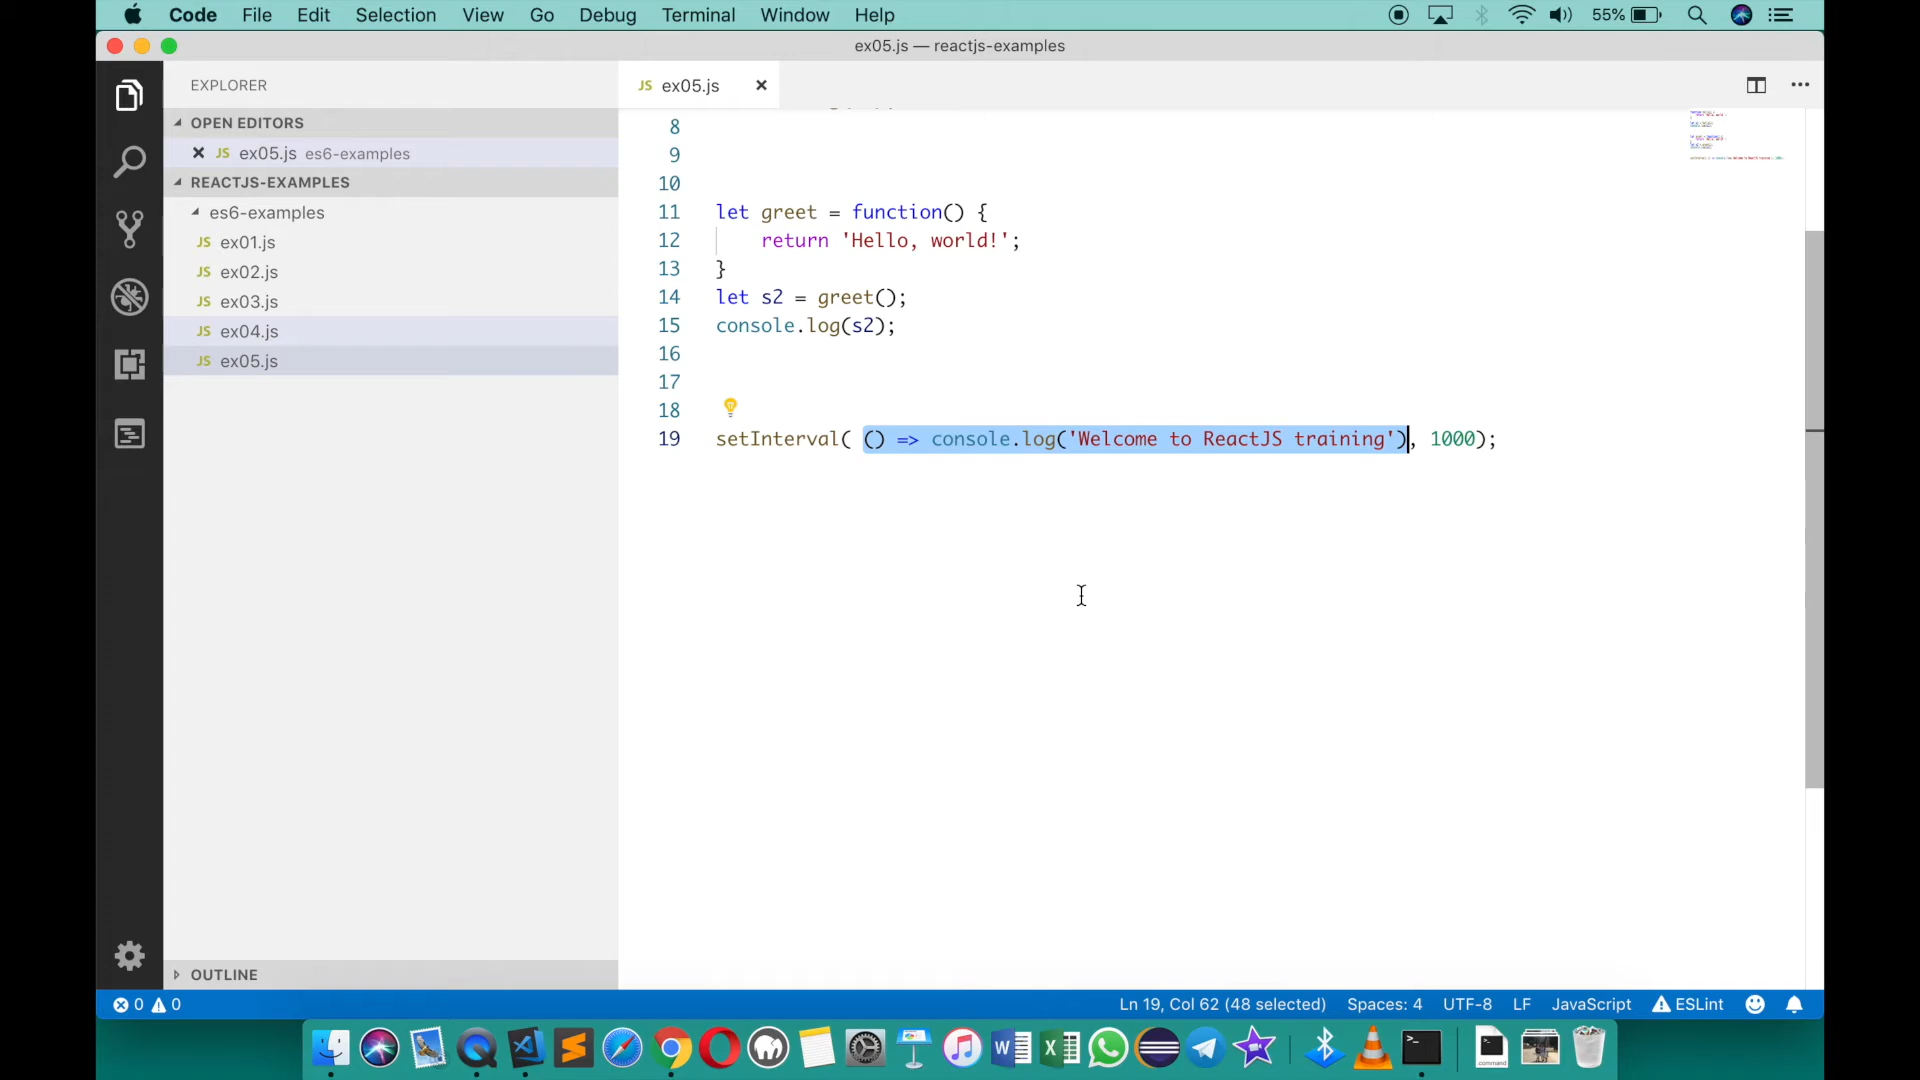 Code File Edit Selection View Go Debug Terminal Window Help 55%
ex05.js — reactjs-examples
EXPLORER
JS ex05.js
OPEN EDITORS
JS ex05.js es6-examples
REACTJS-EXAMPLES
es6-examples
JS ex01.js
JS ex02.js
JS ex03.js
JS ex04.js
JS ex05.js
OUTLINE
8
9
10
11 let greet = function() {
12 return 'Hello, world!';
13 }
14 let s2 = greet();
15 console.log(s2);
16
17
18
19 setInterval( () => console.log('Welcome to ReactJS training'), 1000);
0 0 Ln 19, Col 62 (48 selected) Spaces: 4 UTF-8 LF JavaScript ESLint